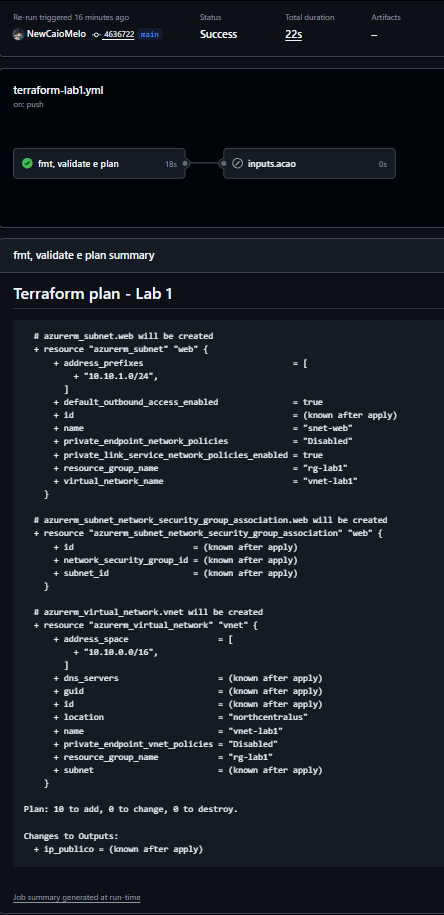 Re-run triggered 16 minutes ago
Status
Total duration
Artifacts
NewCaioMelo 4636722 main
Success
22s
–
terraform-lab1.yml
on: push
fmt, validate e plan 18s
inputs.acao 0s
fmt, validate e plan summary
Terraform plan - Lab 1
# azurerm_subnet.web will be created
+ resource "azurerm_subnet" "web" {
+ address_prefixes = [
+ "10.10.1.0/24",
]
+ default_outbound_access_enabled = true
+ id = (known after apply)
+ name = "snet-web"
+ private_endpoint_network_policies = "Disabled"
+ private_link_service_network_policies_enabled = true
+ resource_group_name = "rg-lab1"
+ virtual_network_name = "vnet-lab1"
}
# azurerm_subnet_network_security_group_association.web will be created
+ resource "azurerm_subnet_network_security_group_association" "web" {
+ id = (known after apply)
+ network_security_group_id = (known after apply)
+ subnet_id = (known after apply)
}
# azurerm_virtual_network.vnet will be created
+ resource "azurerm_virtual_network" "vnet" {
+ address_space = [
+ "10.10.0.0/16",
]
+ dns_servers = (known after apply)
+ guid = (known after apply)
+ id = (known after apply)
+ location = "northcentralus"
+ name = "vnet-lab1"
+ private_endpoint_vnet_policies = "Disabled"
+ resource_group_name = "rg-lab1"
+ subnet = (known after apply)
}
Plan: 10 to add, 0 to change, 0 to destroy.
Changes to Outputs:
+ ip_publico = (known after apply)
Job summary generated at run-time